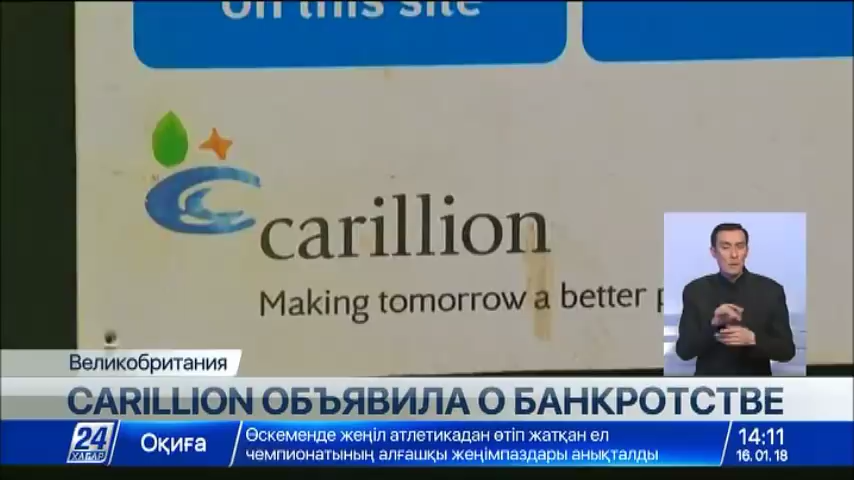 On this site
carillion
Making tomorrow a better
Великобритания
CARILLION ОБЪЯВИЛА О БАНКРОТСТВЕ
24
ХАБАР
Оқиға
Өскеменде жеңіл атлетикадан өтіп жатқан ел
чемпионатының алғашқы жеңімпаздары анықталды
14:11
16.01.18